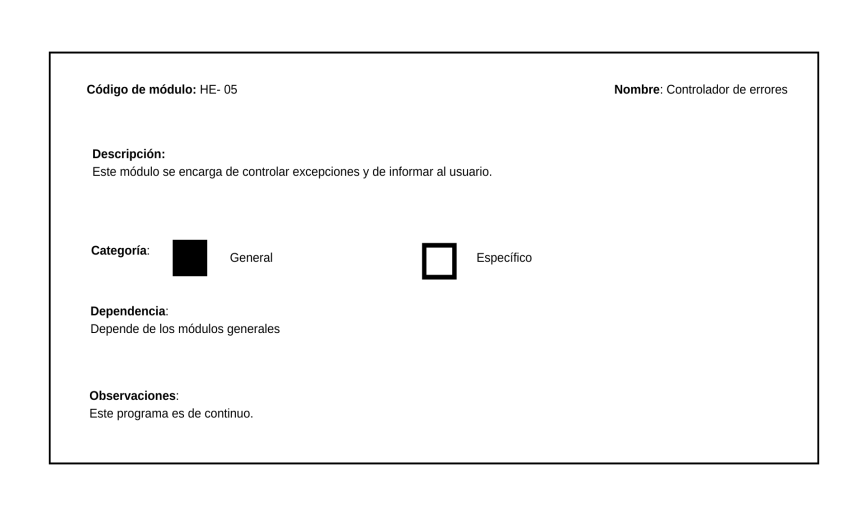 Código de módulo: HE- 05
Nombre: Controlador de errores
Descripción:
Este módulo se encarga de controlar excepciones y de informar al usuario.
Categoría: General Específico
Dependencia:
Depende de los módulos generales
Observaciones:
Este programa es de continuo.